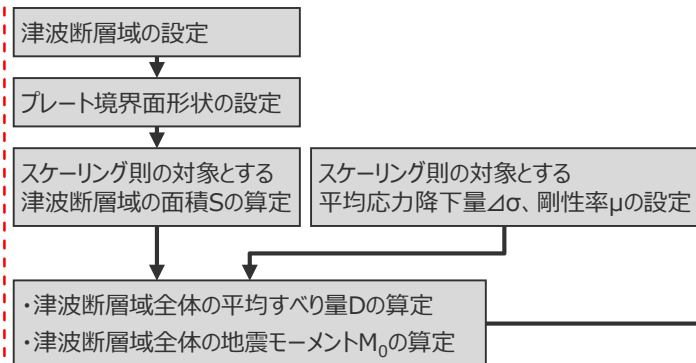 津波断層域の設定
プレート境界面形状の設定
スケーリング則の対象とする
津波断層域の面積Sの算定
スケーリング則の対象とする
平均応力降下量⊿σ、剛性率μの設定
・津波断層域全体の平均すべり量Dの算定
・津波断層域全体の地震モーメントM₀の算定